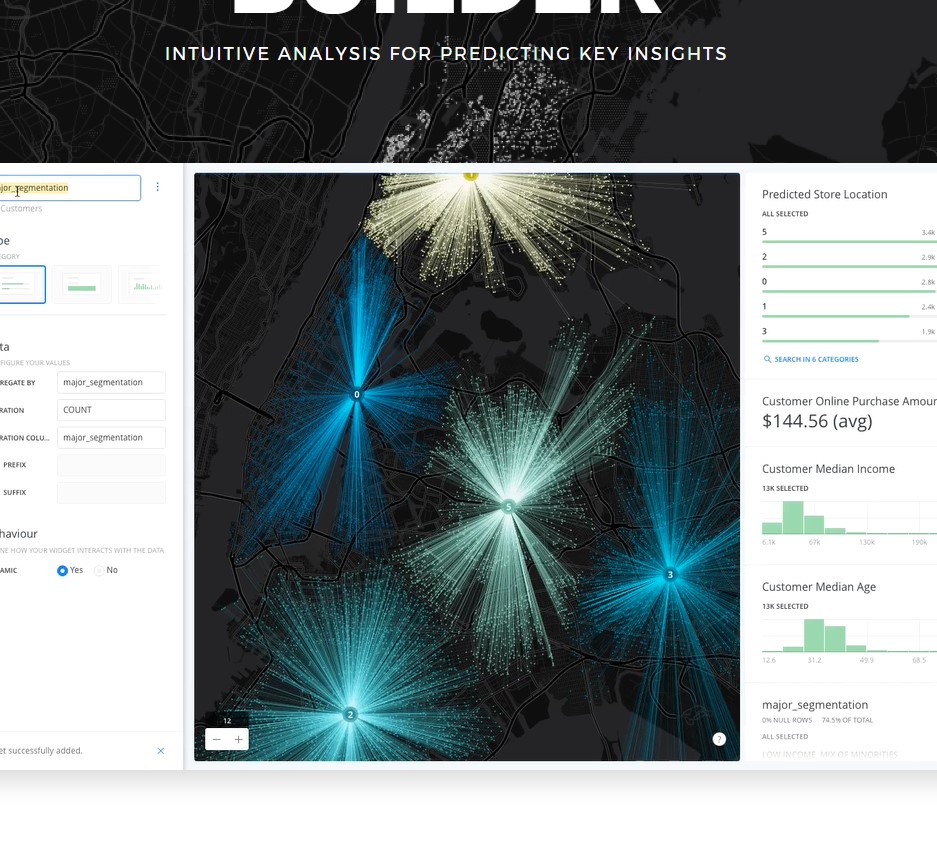 BUILDER
INTUITIVE ANALYSIS FOR PREDICTING KEY INSIGHTS
jor_segmentation
Customers
pe
GORY
ta
FIGURE YOUR VALUES
REGATE BY
major_segmentation
RATION
COUNT
RATION COLU...
major_segmentation
PREFIX
SUFFIX
haviour
NE HOW YOUR WIDGET INTERACTS WITH THE DATA
AMIC
Yes
No
et successfully added.
1
0
5
3
2
12
?
Predicted Store Location
ALL SELECTED
5 3.4k
2 2.9k
0 2.8k
1 2.4k
3 1.9k
SEARCH IN 6 CATEGORIES
Customer Online Purchase Amoun
$144.56 (avg)
Customer Median Income
13K SELECTED
6.1k 67k 130k 190k
Customer Median Age
13K SELECTED
12.6 31.2 49.9 68.5
major_segmentation
0% NULL ROWS 74.5% OF TOTAL
ALL SELECTED
LOW INCOME, MIX OF MINORITIES